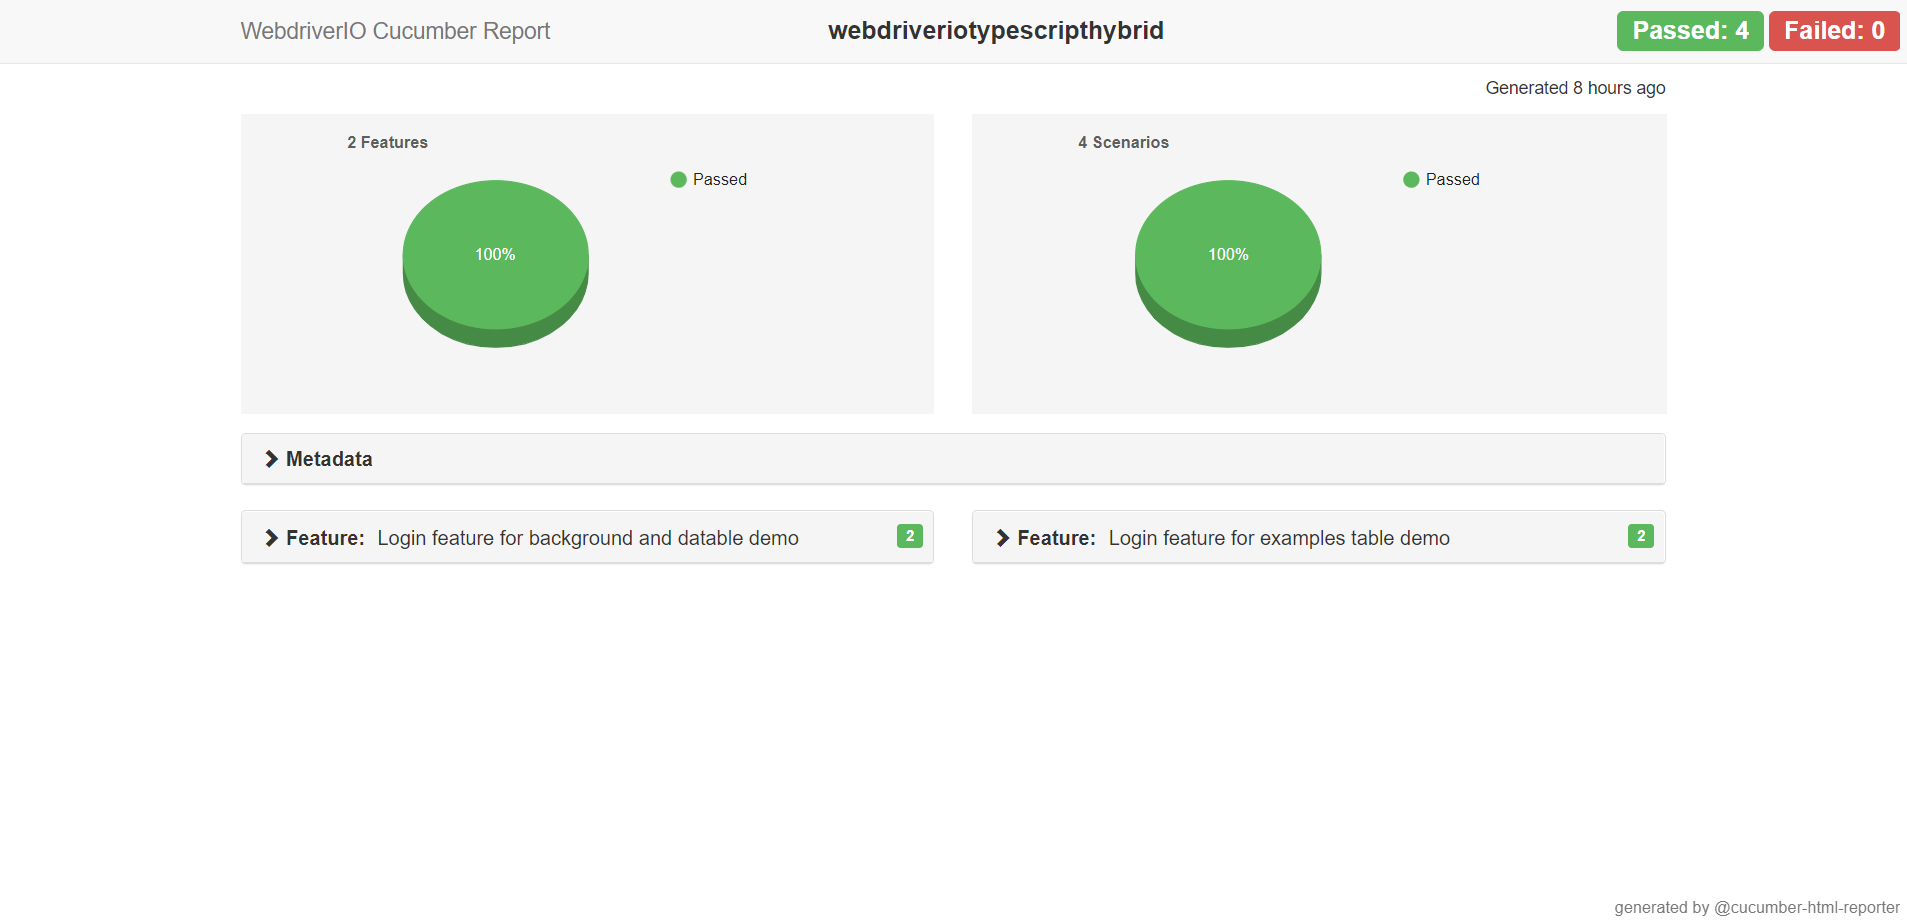 WebdriverIO Cucumber Report
webdriveriotypescripthybrid
Passed: 4
Failed: 0
Generated 8 hours ago
2 Features
Passed
100%
4 Scenarios
Passed
100%
Metadata
Feature: Login feature for background and datable demo 2
Feature: Login feature for examples table demo 2
generated by @cucumber-html-reporter